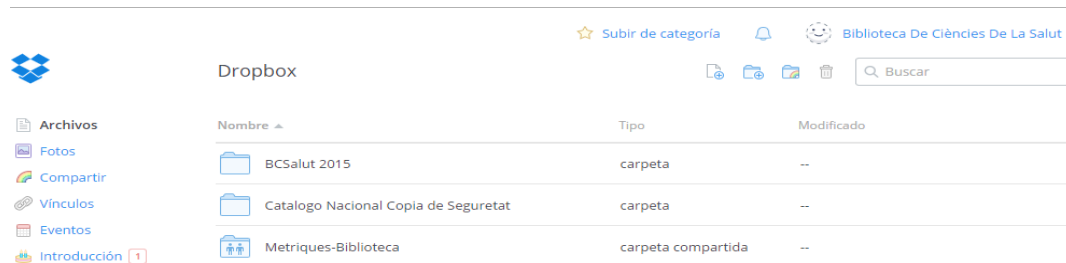 Subir de categoría Biblioteca De Ciències De La Salut
Dropbox Buscar
Archivos
Fotos
Compartir
Vínculos
Eventos
Introducción 1
Nombre Tipo Modificado
BCSalut 2015 carpeta --
Catalogo Nacional Copia de Seguretat carpeta --
Metriques-Biblioteca carpeta compartida --